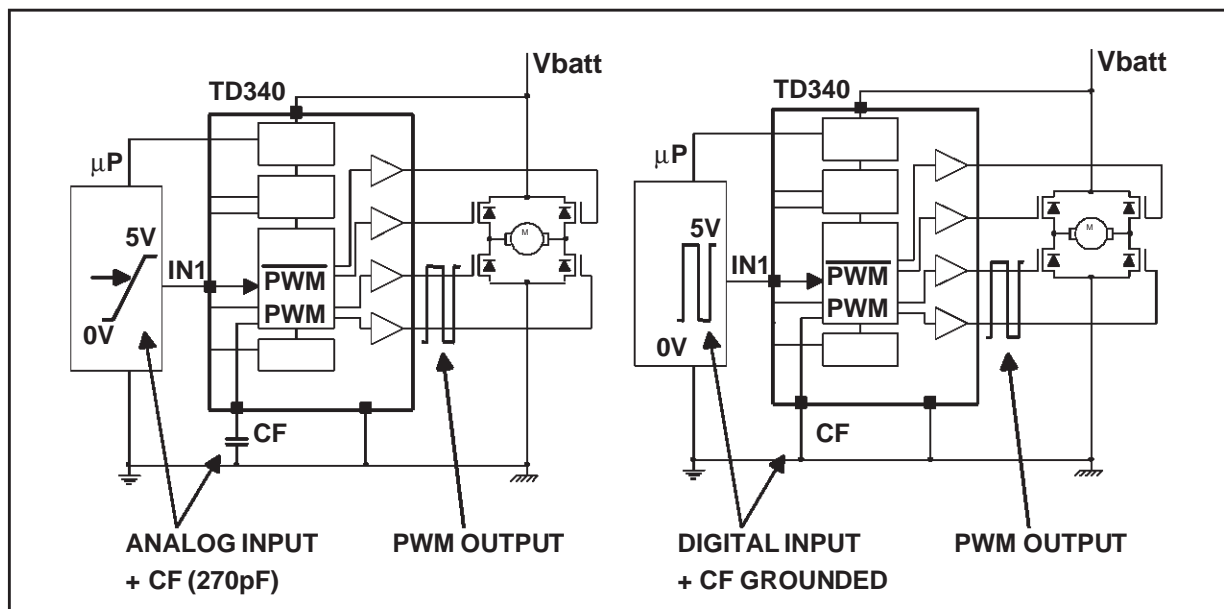 Vbatt
TD340
μP
5V
IN1
PWM
PWM
0V
CF
ANALOG INPUT
+ CF (270pF)
PWM OUTPUT
M
Vbatt
TD340
μP
5V
IN1
PWM
PWM
0V
CF
DIGITAL INPUT
+ CF GROUNDED
PWM OUTPUT
M